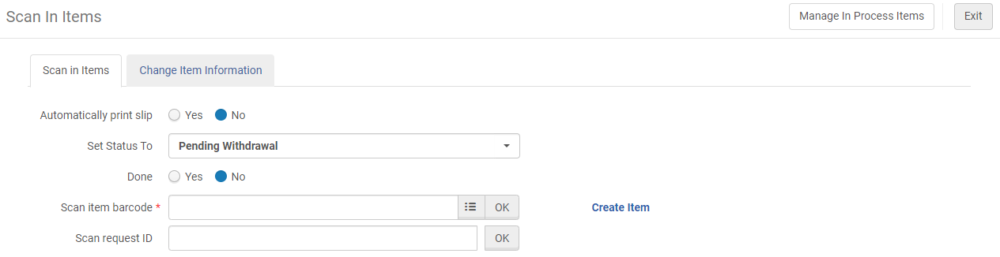 Scan In Items
Manage In Process Items
Exit
Scan in Items
Change Item Information
Automatically print slip Yes No
Set Status To Pending Withdrawal
Done Yes No
Scan item barcode * OK Create Item
Scan request ID OK